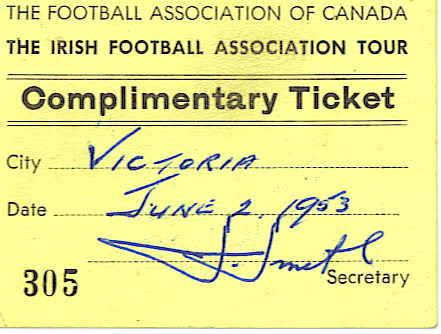 THE FOOTBALL ASSOCIATION OF CANADA
THE IRISH FOOTBALL ASSOCIATION TOUR
Complimentary Ticket
City VICTORIA
Date JUNE 2, 1953
J. Smith
305 Secretary